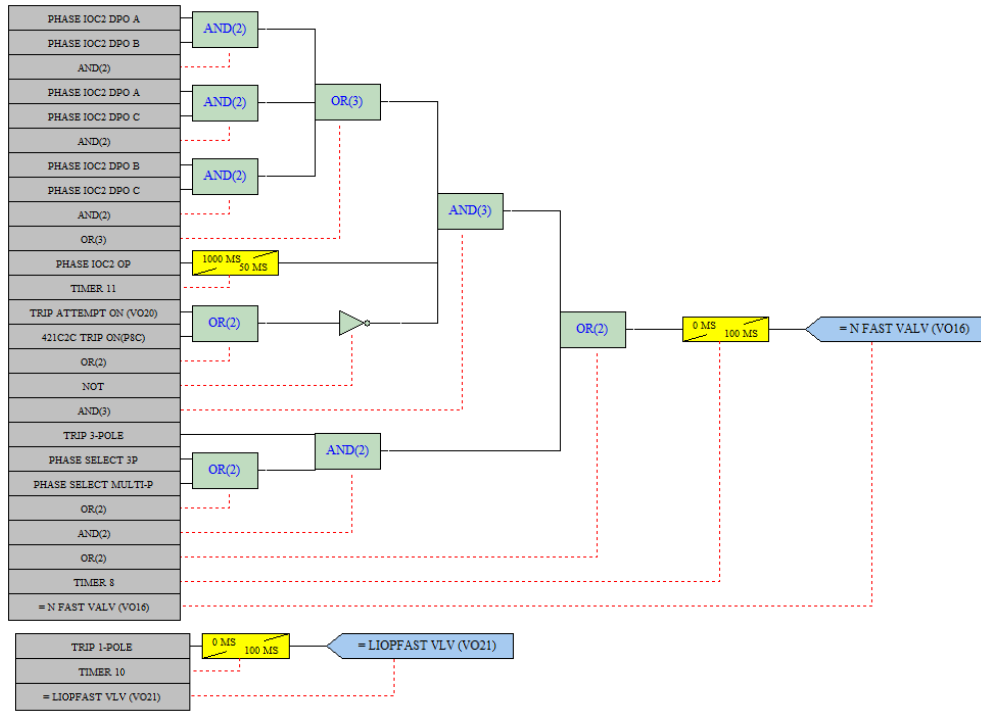 PHASE IOC2 DPO A
PHASE IOC2 DPO B
AND(2)
AND(2)
PHASE IOC2 DPO A
PHASE IOC2 DPO C
AND(2)
AND(2)
OR(3)
PHASE IOC2 DPO B
PHASE IOC2 DPO C
AND(2)
AND(2)
OR(3)
AND(3)
PHASE IOC2 OP
1000 MS
50 MS
TIMER 11
TRIP ATTEMPT ON (VO20)
421C2C TRIP ON(P8C)
OR(2)
OR(2)
NOT
AND(3)
OR(2)
0 MS
100 MS
= N FAST VALV (VO16)
TRIP 3-POLE
PHASE SELECT 3P
PHASE SELECT MULTI-P
OR(2)
AND(2)
OR(2)
AND(2)
OR(2)
TIMER 8
= N FAST VALV (VO16)
TRIP 1-POLE
0 MS
100 MS
= LIOPFAST VLV (VO21)
TIMER 10
= LIOPFAST VLV (VO21)